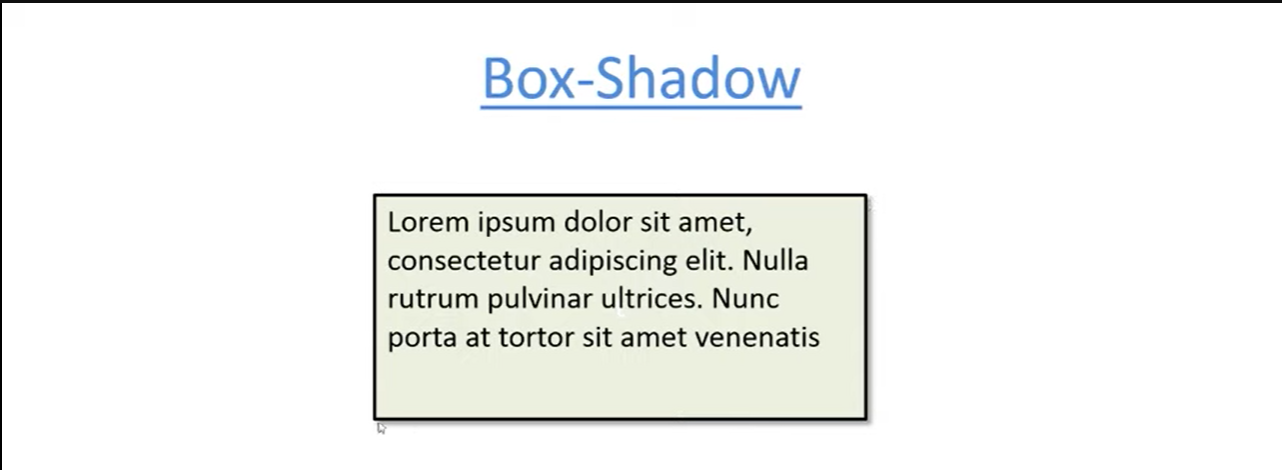 Box-Shadow
Lorem ipsum dolor sit amet,
consectetur adipiscing elit. Nulla
rutrum pulvinar ultrices. Nunc
porta at tortor sit amet venenatis